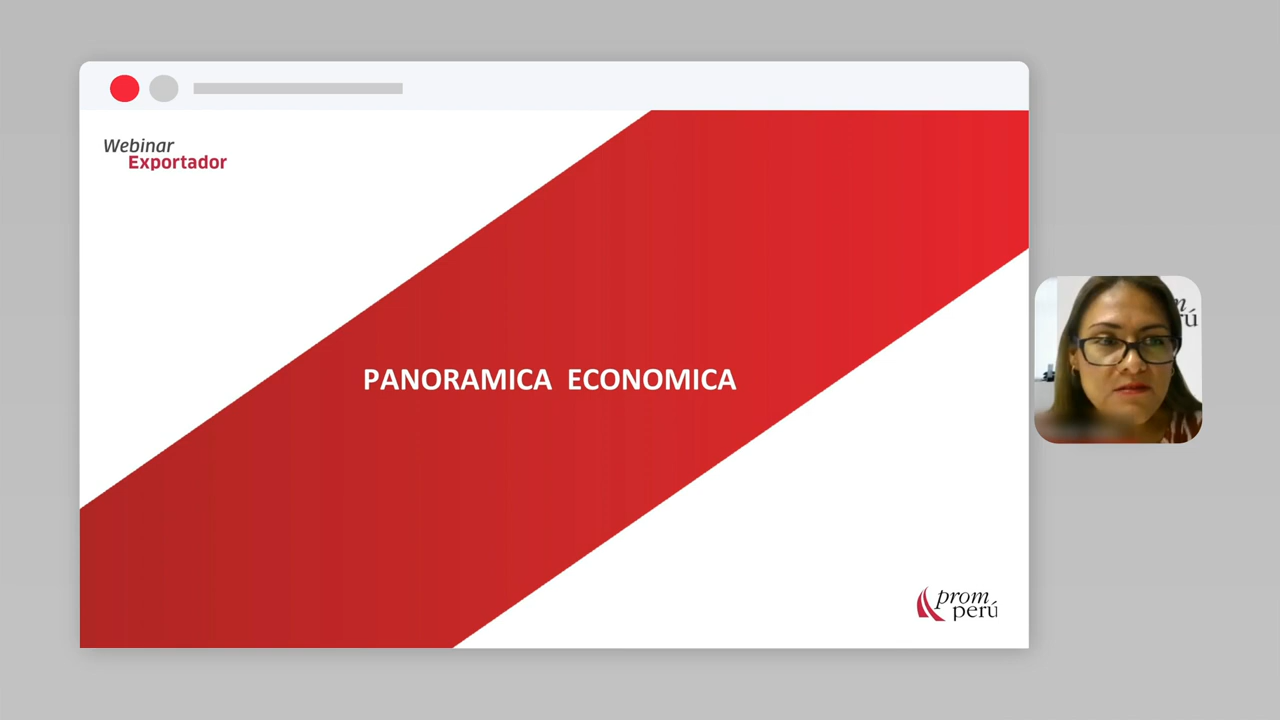 Webinar
Exportador
PANORAMICA ECONOMICA
prom
perú